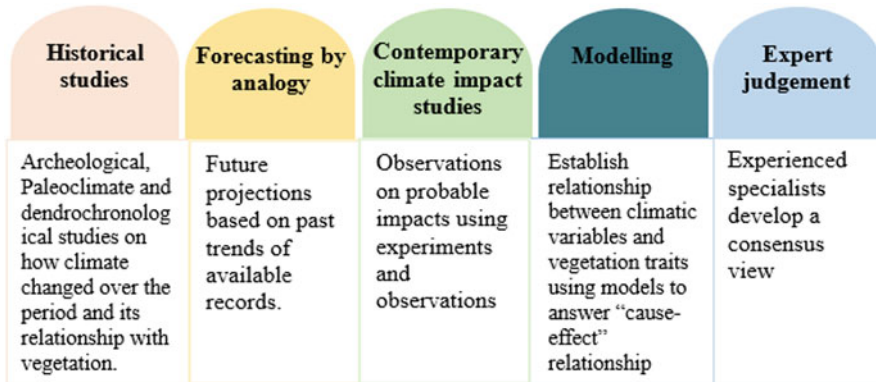 Historical
studies
Archeological,
Paleoclimate and
dendrochronolog
ical studies on
how climate
changed over the
period and its
relationship with
vegetation.
Forecasting by
analogy
Future
projections
based on past
trends of
available
records.
Contemporary
climate impact
studies
Observations
on probable
impacts using
experiments
and
observations
Modelling
Establish
relationship
between climatic
variables and
vegetation traits
using models to
answer “cause-
effect”
relationship
Expert
judgement
Experienced
specialists
develop a
consensus
view